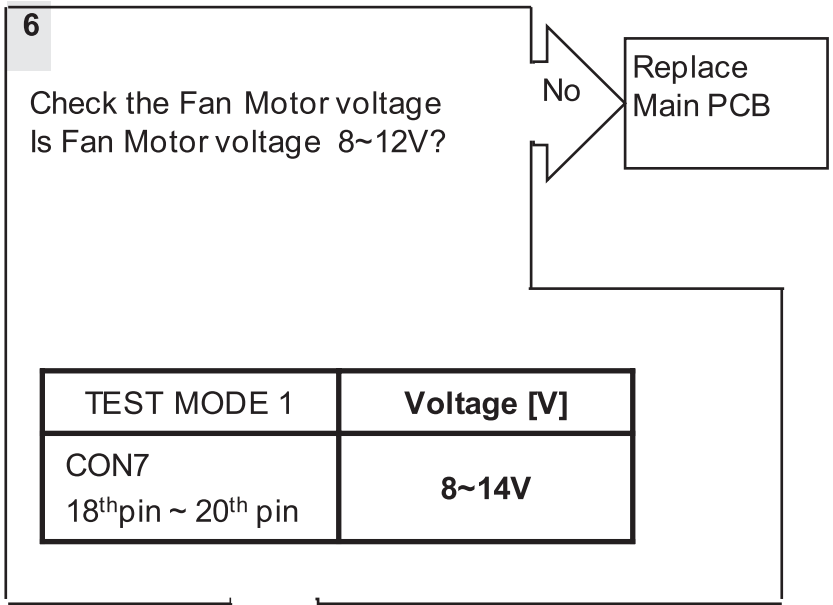 6
Check the Fan Motor voltage
Is Fan Motor voltage 8~12V?
No
Replace
Main PCB
TEST MODE 1
Voltage [V]
CON7
18thpin ~ 20th pin
8~14V